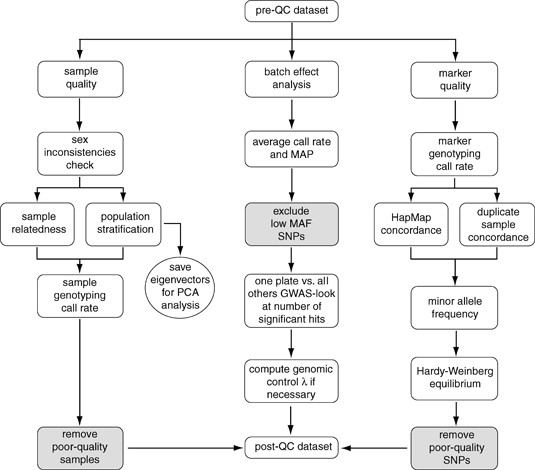 pre-QC dataset
sample
quality
batch effect
analysis
marker
quality
sex
inconsistencies
check
average call rate
and MAP
marker
genotyping
call rate
sample
relatedness
population
stratification
exclude
low MAF
SNPs
HapMap
concordance
duplicate
sample
concordance
save
eigenvectors
for PCA
analysis
sample
genotyping
call rate
one plate vs. all
others GWAS-look
at number of
significant hits
minor allele
frequency
compute genomic
control λ if
necessary
Hardy-Weinberg
equilibrium
remove
poor-quality
samples
post-QC dataset
remove
poor-quality
SNPs